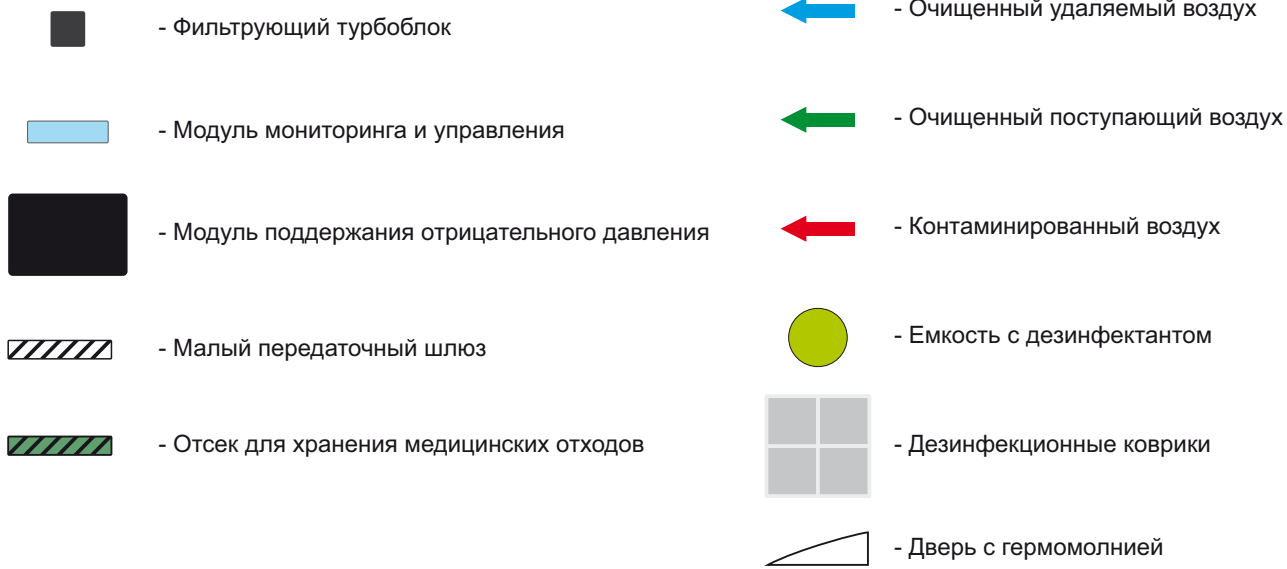 - Фильтрующий турбоблок
- Модуль мониторинга и управления
- Модуль поддержания отрицательного давления
- Малый передаточный шлюз
- Отсек для хранения медицинских отходов
- Очищенный удаляемый воздух
- Очищенный поступающий воздух
- Контаминированный воздух
- Емкость с дезинфектантом
- Дезинфекционные коврики
- Дверь с гермомолнией